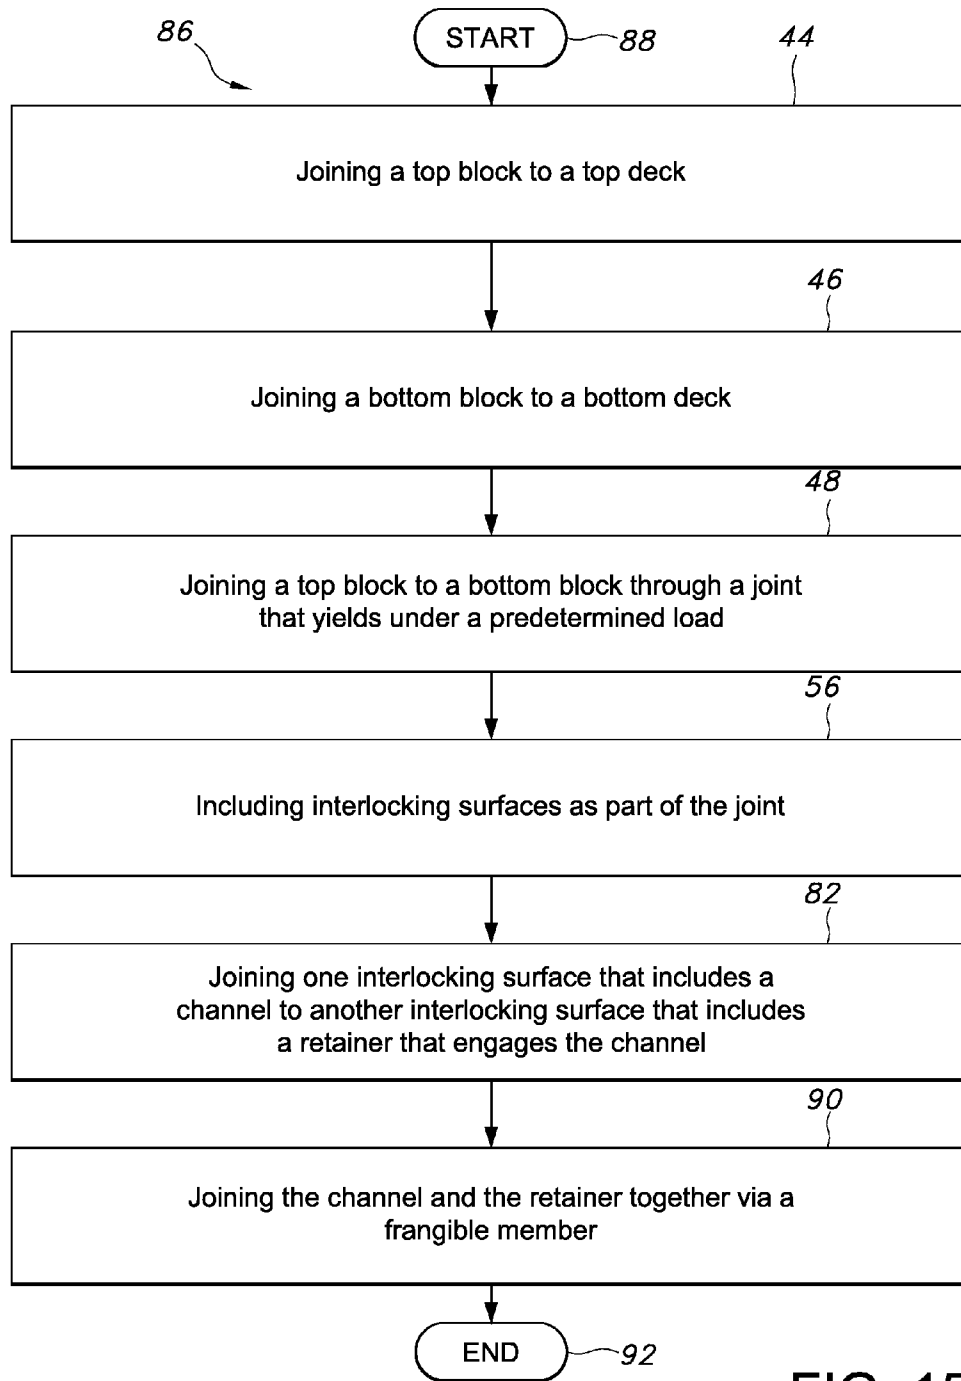 86
START
88
44
Joining a top block to a top deck
46
Joining a bottom block to a bottom deck
48
Joining a top block to a bottom block through a joint
that yields under a predetermined load
56
Including interlocking surfaces as part of the joint
82
Joining one interlocking surface that includes a
channel to another interlocking surface that includes
a retainer that engages the channel
90
Joining the channel and the retainer together via a
frangible member
END
92
FIG. 15